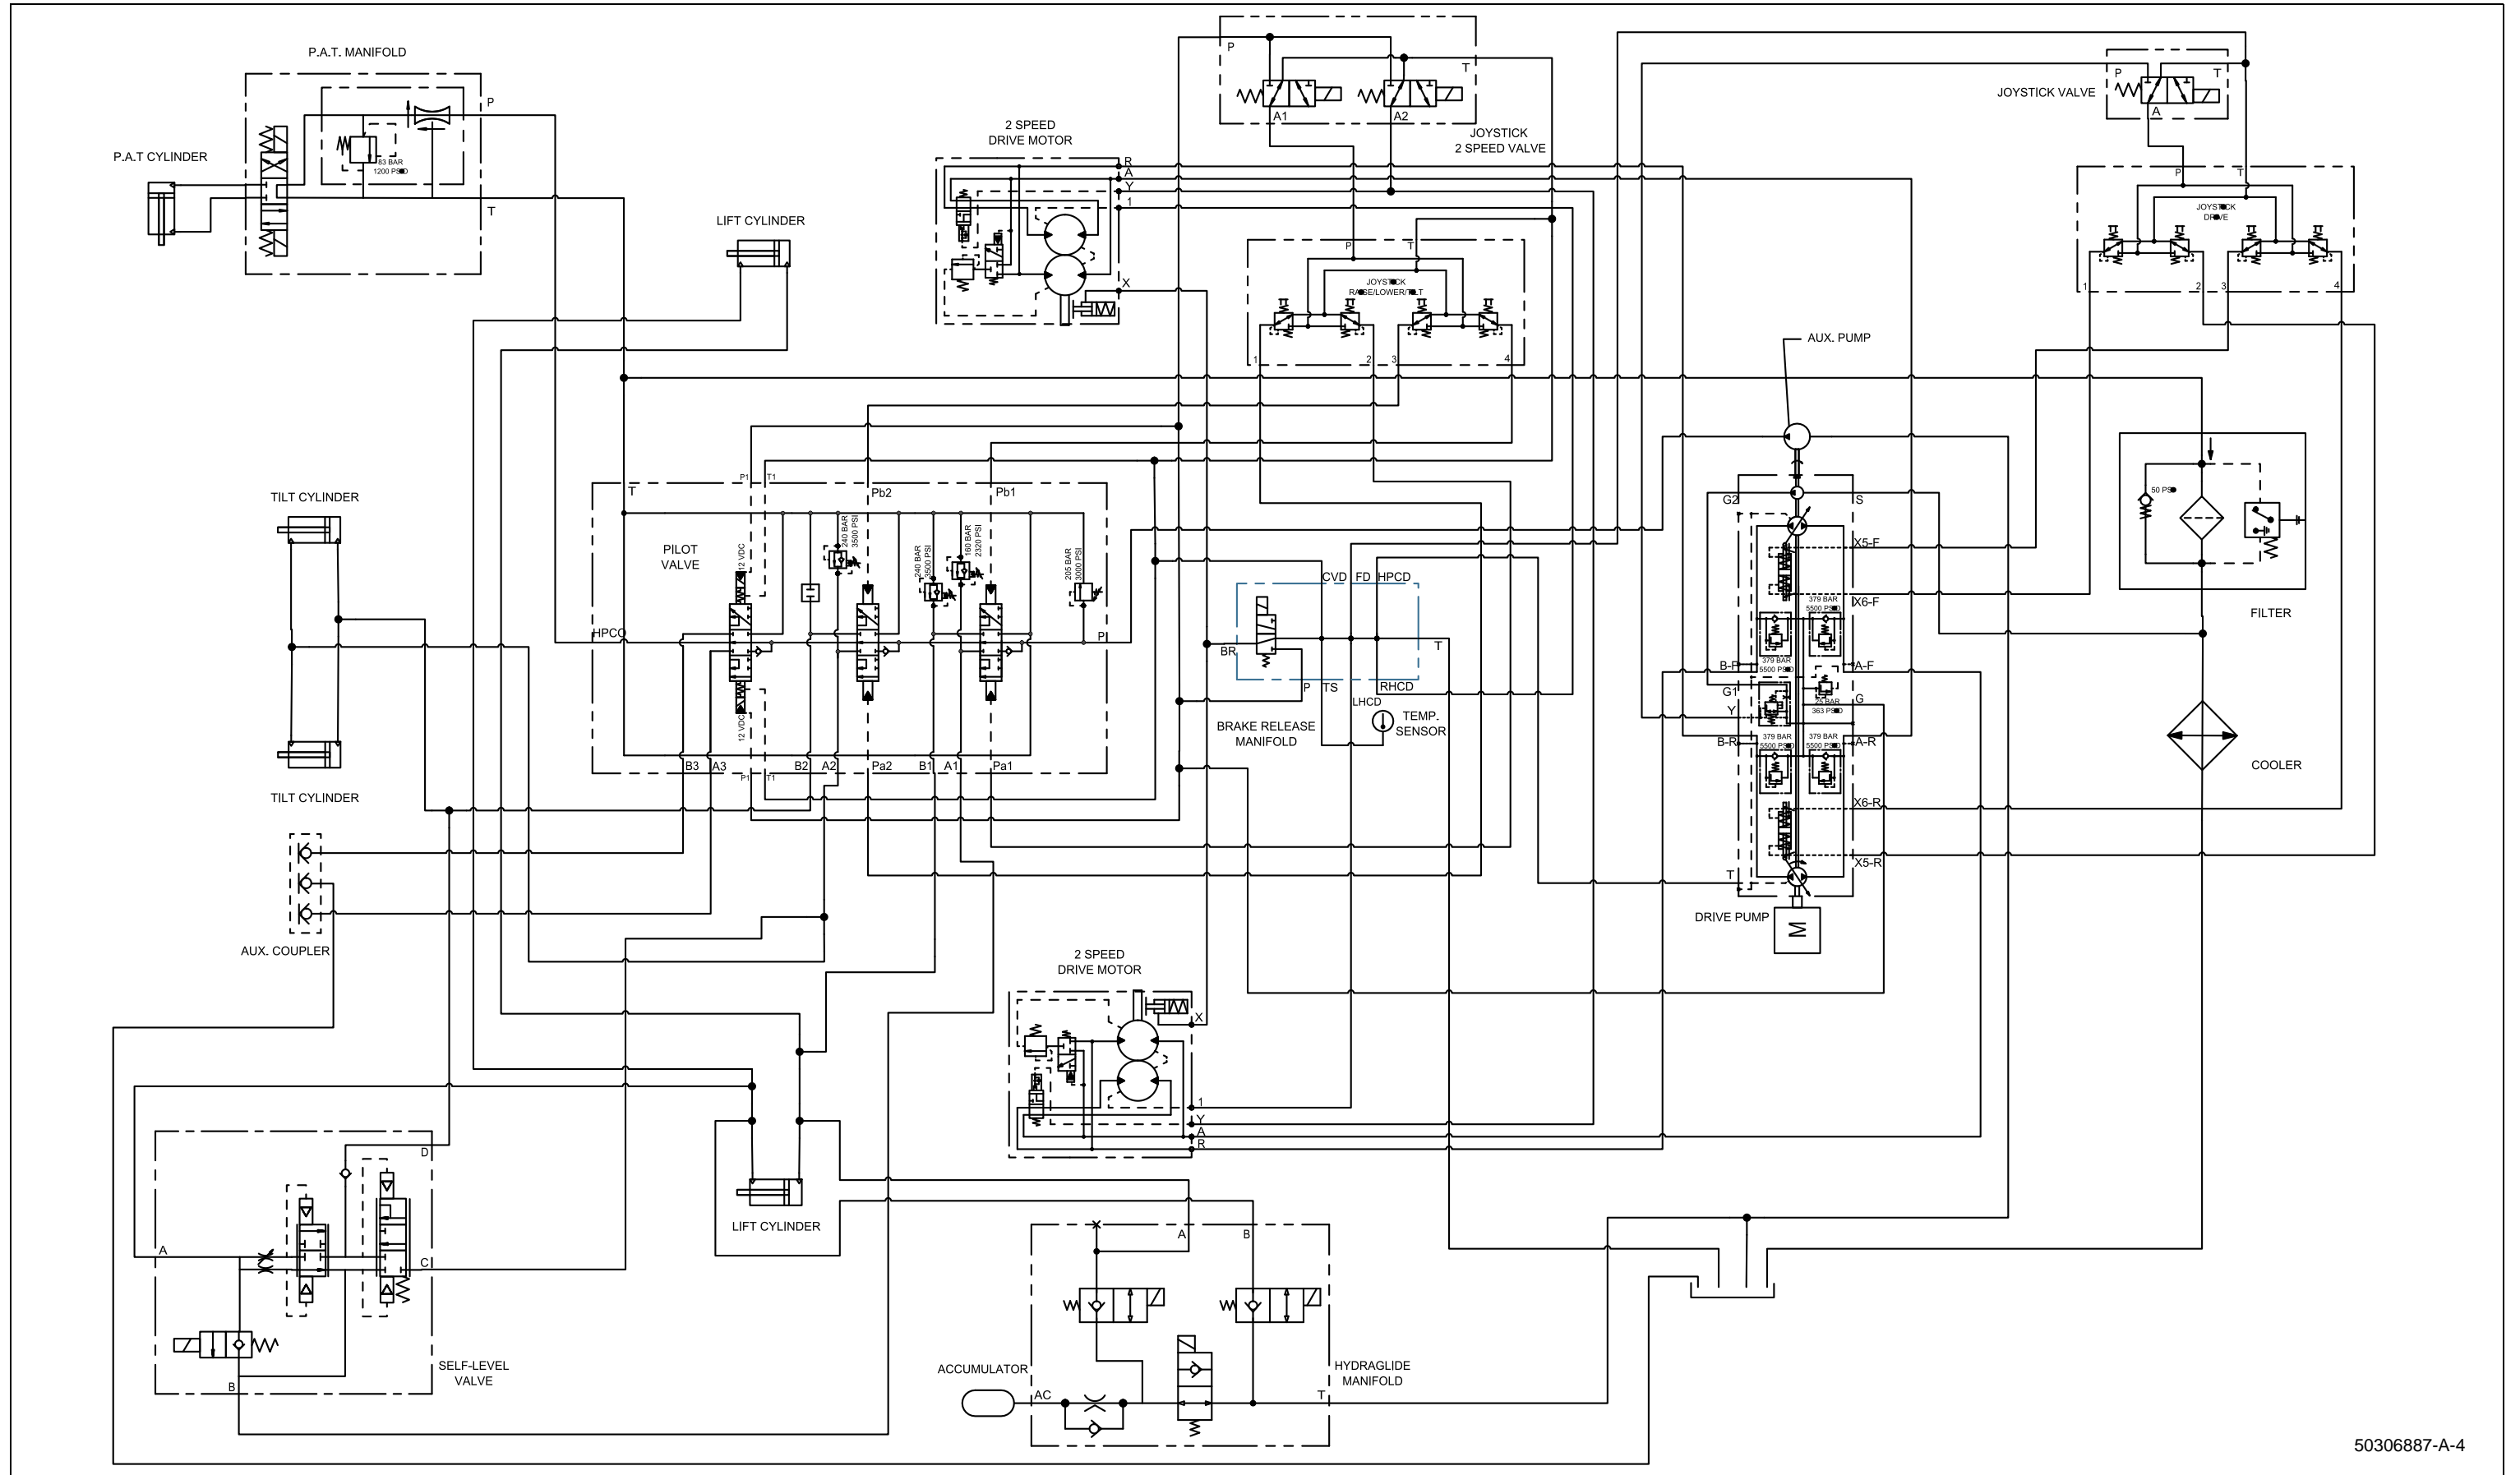 P.A.T. MANIFOLD
P.A.T CYLINDER
P
T
83 BAR
1200 PSI
LIFT CYLINDER
2 SPEED
DRIVE MOTOR
R
A
Y
1
X
P
T
A1
A2
JOYSTICK
2 SPEED VALVE
P
T
JOYSTICK
RAISE/LOWER/TILT
1
2
3
4
JOYSTICK VALVE
P
T
A
P
T
JOYSTICK
DRIVE
1
2
3
4
AUX. PUMP
TILT CYLINDER
TILT CYLINDER
AUX. COUPLER
P1
T1
T
Pb2
Pb1
PILOT
VALVE
12 VDC
240 BAR
3500 PSI
240 BAR
3500 PSI
160 BAR
2320 PSI
205 BAR
3000 PSI
HPCO
P
12 VDC
B3
A3
P1
T1
B2
A2
Pa2
B1
A1
Pa1
CVD
FD
HPCD
BR
T
P
TS
RHCD
LHCD
BRAKE RELEASE
MANIFOLD
TEMP.
SENSOR
G2
S
X5-F
379 BAR
5500 PSI
X6-F
379 BAR
5500 PSI
B-F
A-F
G1
G
25 BAR
363 PSI
Y
B-R
379 BAR
5500 PSI
379 BAR
5500 PSI
A-R
X6-R
X5-R
T
DRIVE PUMP
M
50 PSI
FILTER
COOLER
2 SPEED
DRIVE MOTOR
X
1
Y
A
R
LIFT CYLINDER
D
A
C
B
SELF-LEVEL
VALVE
A
B
ACCUMULATOR
AC
T
HYDRAGLIDE
MANIFOLD
50306887-A-4